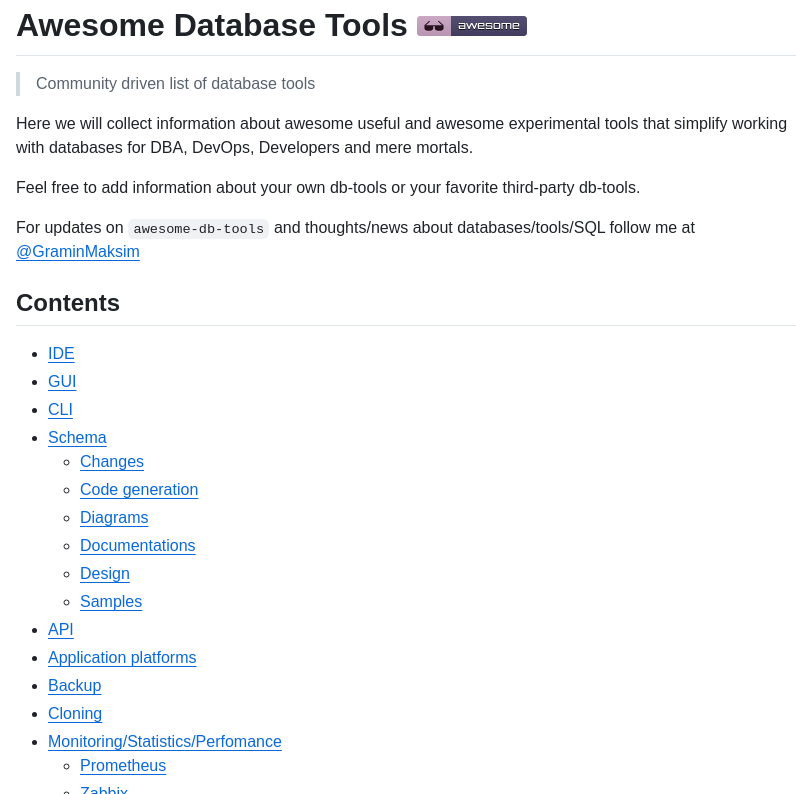 Awesome Database Tools awesome
Community driven list of database tools
Here we will collect information about awesome useful and awesome experimental tools that simplify working
with databases for DBA, DevOps, Developers and mere mortals.
Feel free to add information about your own db-tools or your favorite third-party db-tools.
For updates on awesome-db-tools and thoughts/news about databases/tools/SQL follow me at
@GraminMaksim
Contents
IDE
GUI
CLI
Schema
Changes
Code generation
Diagrams
Documentations
Design
Samples
API
Application platforms
Backup
Cloning
Monitoring/Statistics/Perfomance
Prometheus
Zabbix